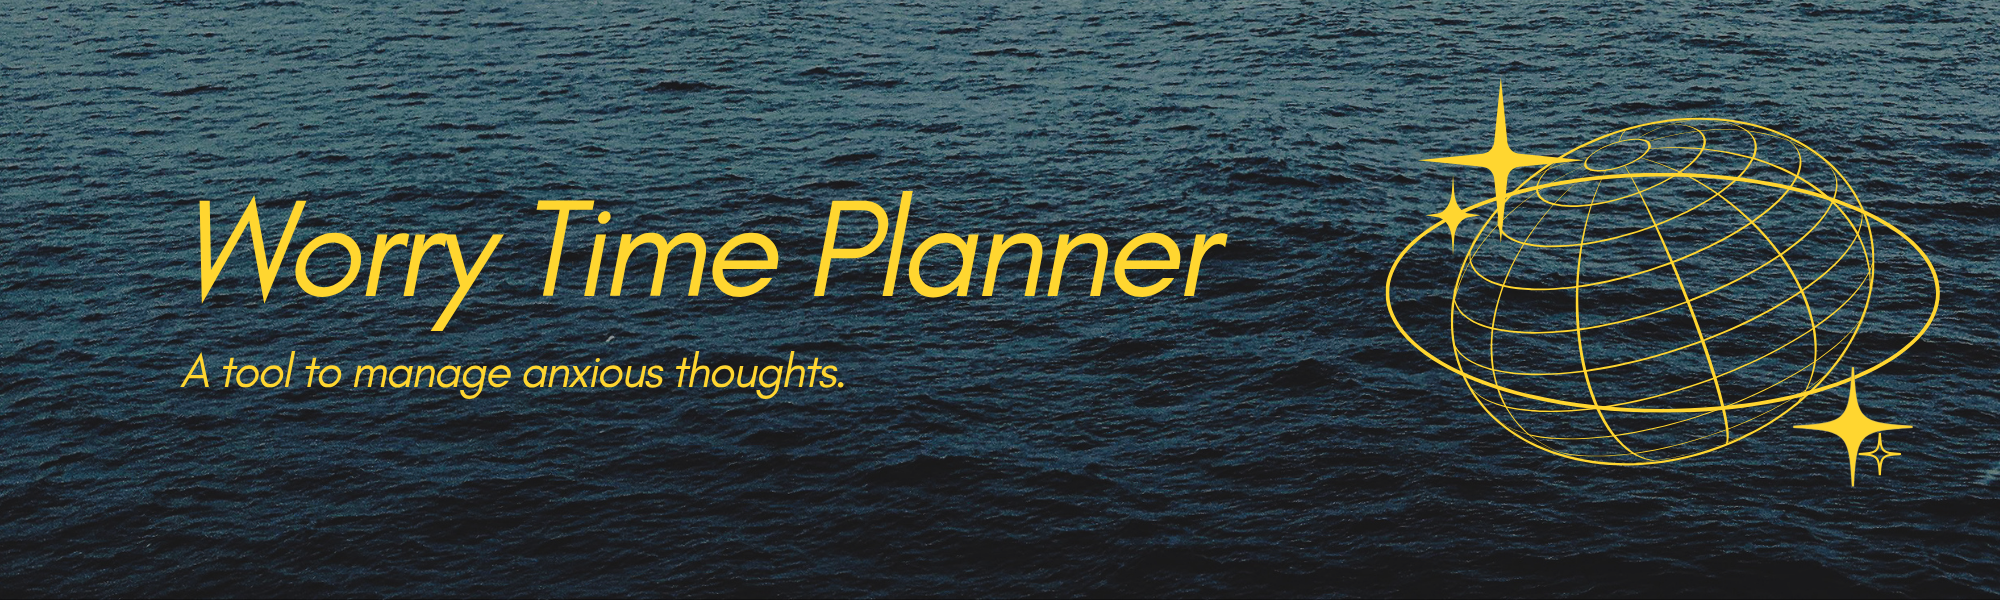 Worry Time Planner
A tool to manage anxious thoughts.